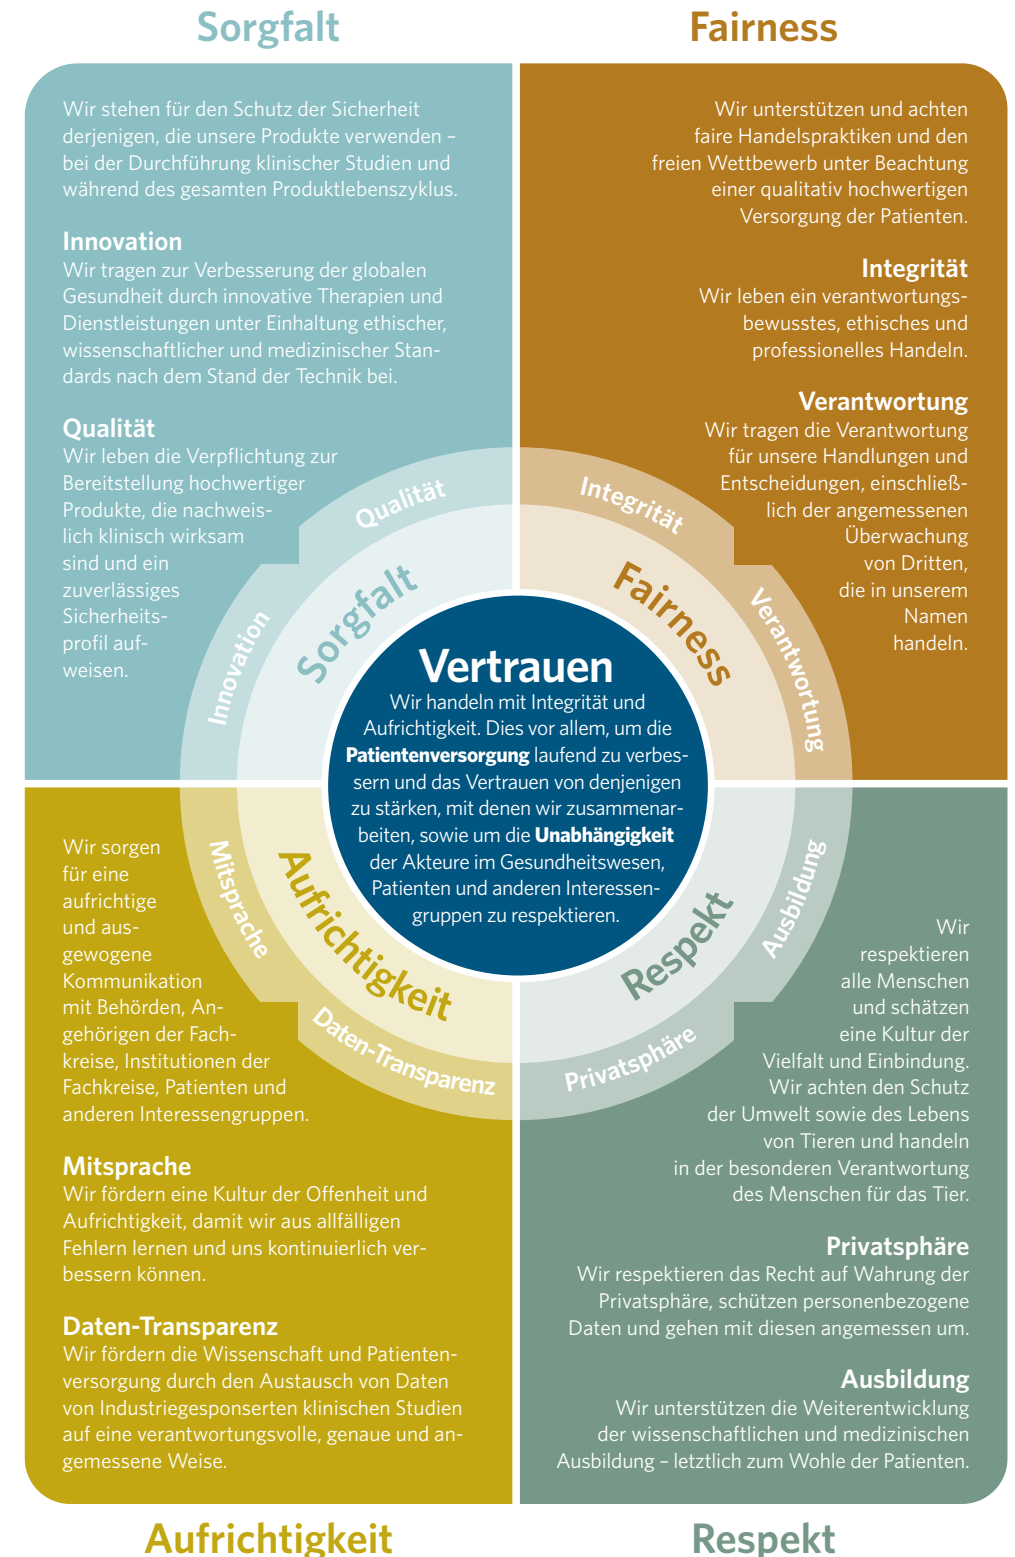 Sorgfalt
Wir stehen für den Schutz der Sicherheit
derjenigen, die unsere Produkte verwenden –
bei der Durchführung klinischer Studien und
während des gesamten Produktlebenszyklus.
Innovation
Wir tragen zur Verbesserung der globalen
Gesundheit durch innovative Therapien und
Dienstleistungen unter Einhaltung ethischer,
wissenschaftlicher und medizinischer Stan-
dards nach dem Stand der Technik bei.
Qualität
Wir leben die Verpflichtung zur
Bereitstellung hochwertiger
Produkte, die nachweis-
lich klinisch wirksam
sind und ein
zuverlässiges
Sicherheits-
profil auf-
weisen.
Fairness
Wir unterstützen und achten
faire Handelspraktiken und den
freien Wettbewerb unter Beachtung
einer qualitativ hochwertigen
Versorgung der Patienten.
Integrität
Wir leben ein verantwortungs-
bewusstes, ethisches und
professionelles Handeln.
Verantwortung
Wir tragen die Verantwortung
für unsere Handlungen und
Entscheidungen, einschließ-
lich der angemessenen
Überwachung
von Dritten,
die in unserem
Namen
handeln.
Qualität
Innovation
Sorgfalt
Integrität
Verantwortung
Fairness
Vertrauen
Wir handeln mit Integrität und
Aufrichtigkeit. Dies vor allem, um die
Patientenversorgung laufend zu verbes-
sern und das Vertrauen von denjenigen
zu stärken, mit denen wir zusammenar-
beiten, sowie um die Unabhängigkeit
der Akteure im Gesundheitswesen,
Patienten und anderen Interessen-
gruppen zu respektieren.
Mitsprache
Daten-Transparenz
Aufrichtigkeit
Ausbildung
Privatsphäre
Respekt
Wir sorgen
für eine
aufrichtige
und aus-
gewogene
Kommunikation
mit Behörden, An-
gehörigen der Fach-
kreise, Institutionen der
Fachkreise, Patienten und
anderen Interessengruppen.
Mitsprache
Wir fördern eine Kultur der Offenheit und
Aufrichtigkeit, damit wir aus allfälligen
Fehlern lernen und uns kontinuierlich ver-
bessern können.
Daten-Transparenz
Wir fördern die Wissenschaft und Patienten-
versorgung durch den Austausch von Daten
von Industriegesponserten klinischen Studien
auf eine verantwortungsvolle, genaue und an-
gemessene Weise.
Aufrichtigkeit
Wir
respektieren
alle Menschen
und schätzen
eine Kultur der
Vielfalt und Einbindung.
Wir achten den Schutz
der Umwelt sowie des Lebens
von Tieren und handeln
in der besonderen Verantwortung
des Menschen für das Tier.
Privatsphäre
Wir respektieren das Recht auf Wahrung der
Privatsphäre, schützen personenbezogene
Daten und gehen mit diesen angemessen um.
Ausbildung
Wir unterstützen die Weiterentwicklung
der wissenschaftlichen und medizinischen
Ausbildung – letztlich zum Wohle der Patienten.
Respekt